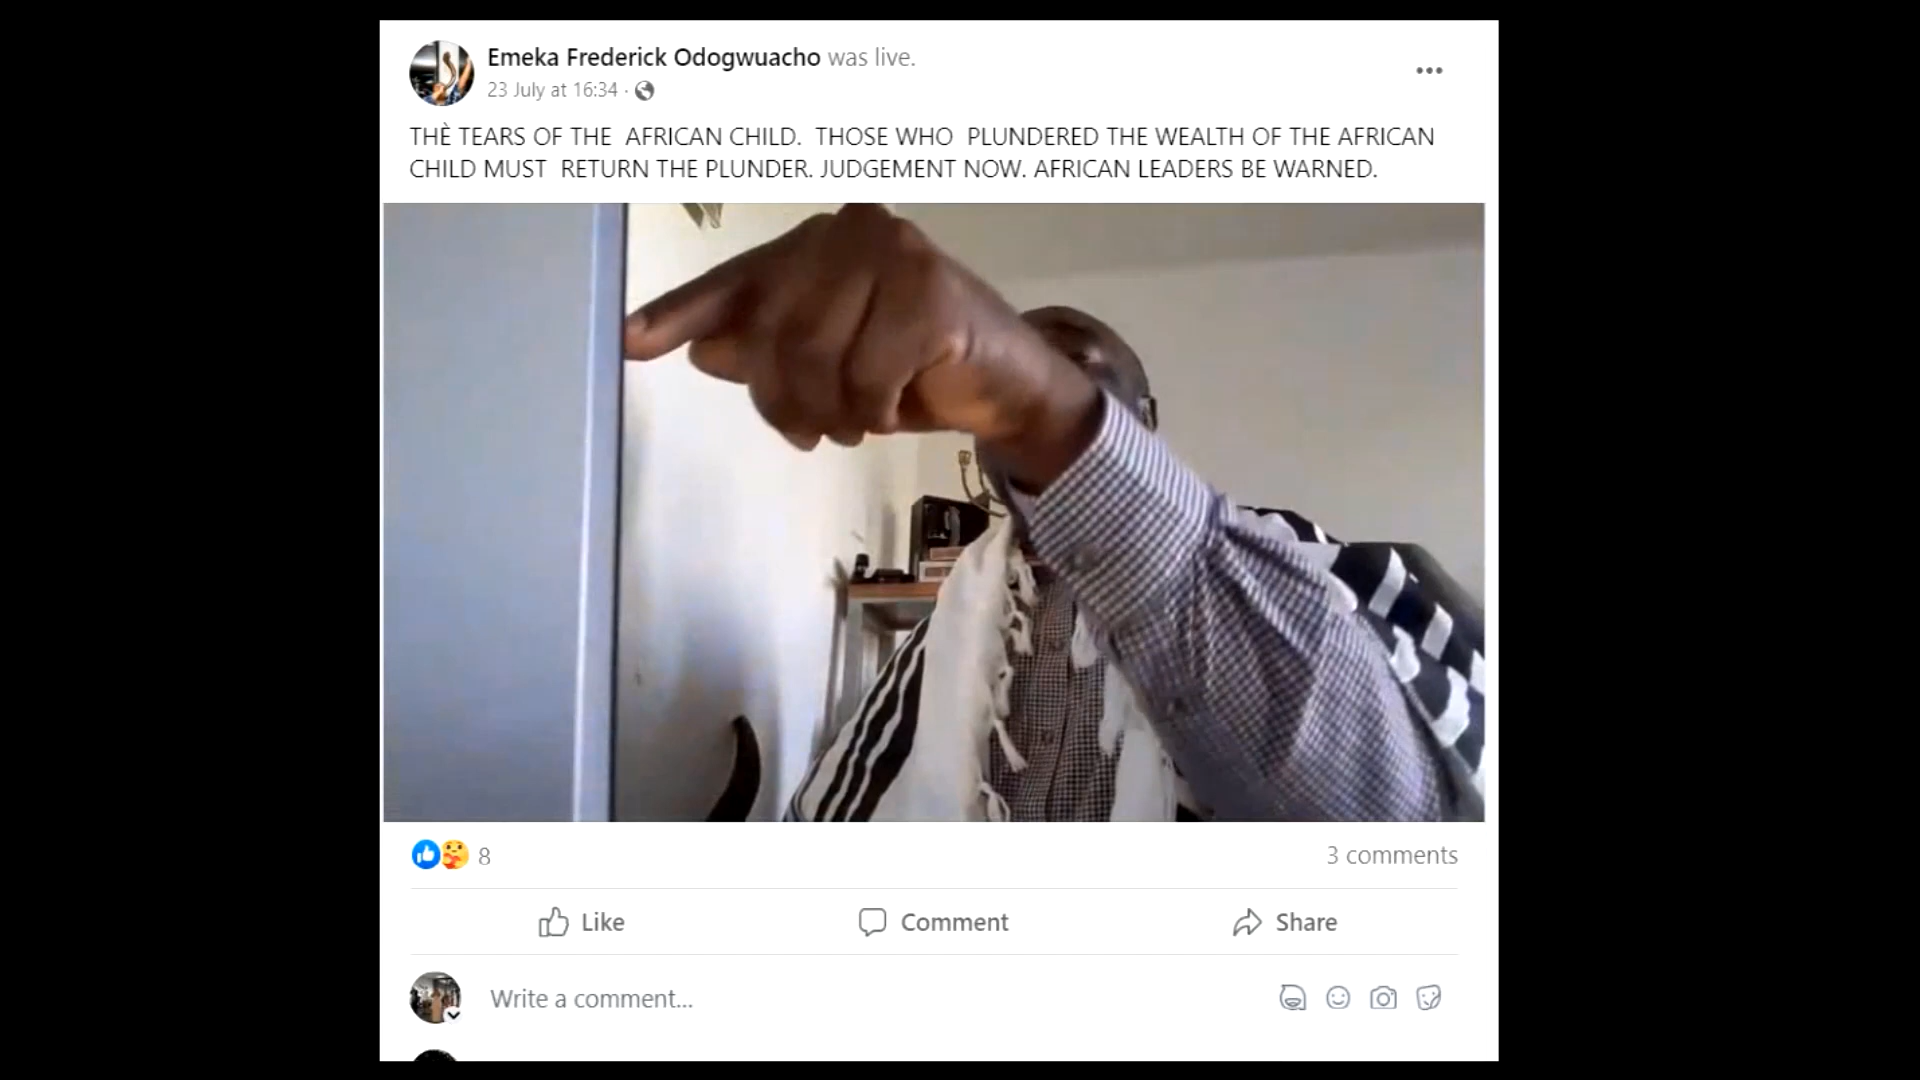 Emeka Frederick Odogwuacho was live.
23 July at 16:34 ·
THÈ TEARS OF THE AFRICAN CHILD. THOSE WHO PLUNDERED THE WEALTH OF THE AFRICAN
CHILD MUST RETURN THE PLUNDER. JUDGEMENT NOW. AFRICAN LEADERS BE WARNED.
8
3 comments
Like
Comment
Share
Write a comment...